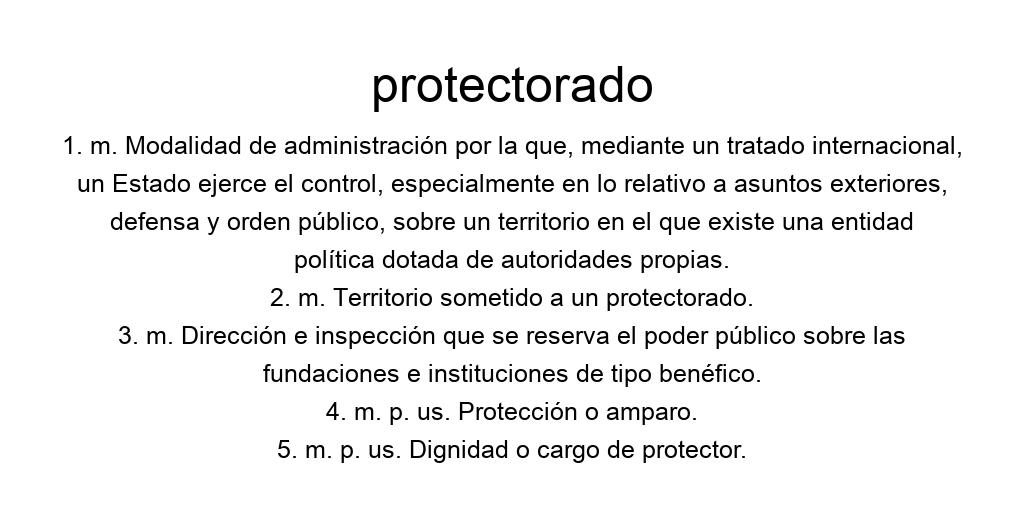 protectorado
1. m. Modalidad de administración por la que, mediante un tratado internacional,
un Estado ejerce el control, especialmente en lo relativo a asuntos exteriores,
defensa y orden público, sobre un territorio en el que existe una entidad
política dotada de autoridades propias.
2. m. Territorio sometido a un protectorado.
3. m. Dirección e inspección que se reserva el poder público sobre las
fundaciones e instituciones de tipo benéfico.
4. m. p. us. Protección o amparo.
5. m. p. us. Dignidad o cargo de protector.